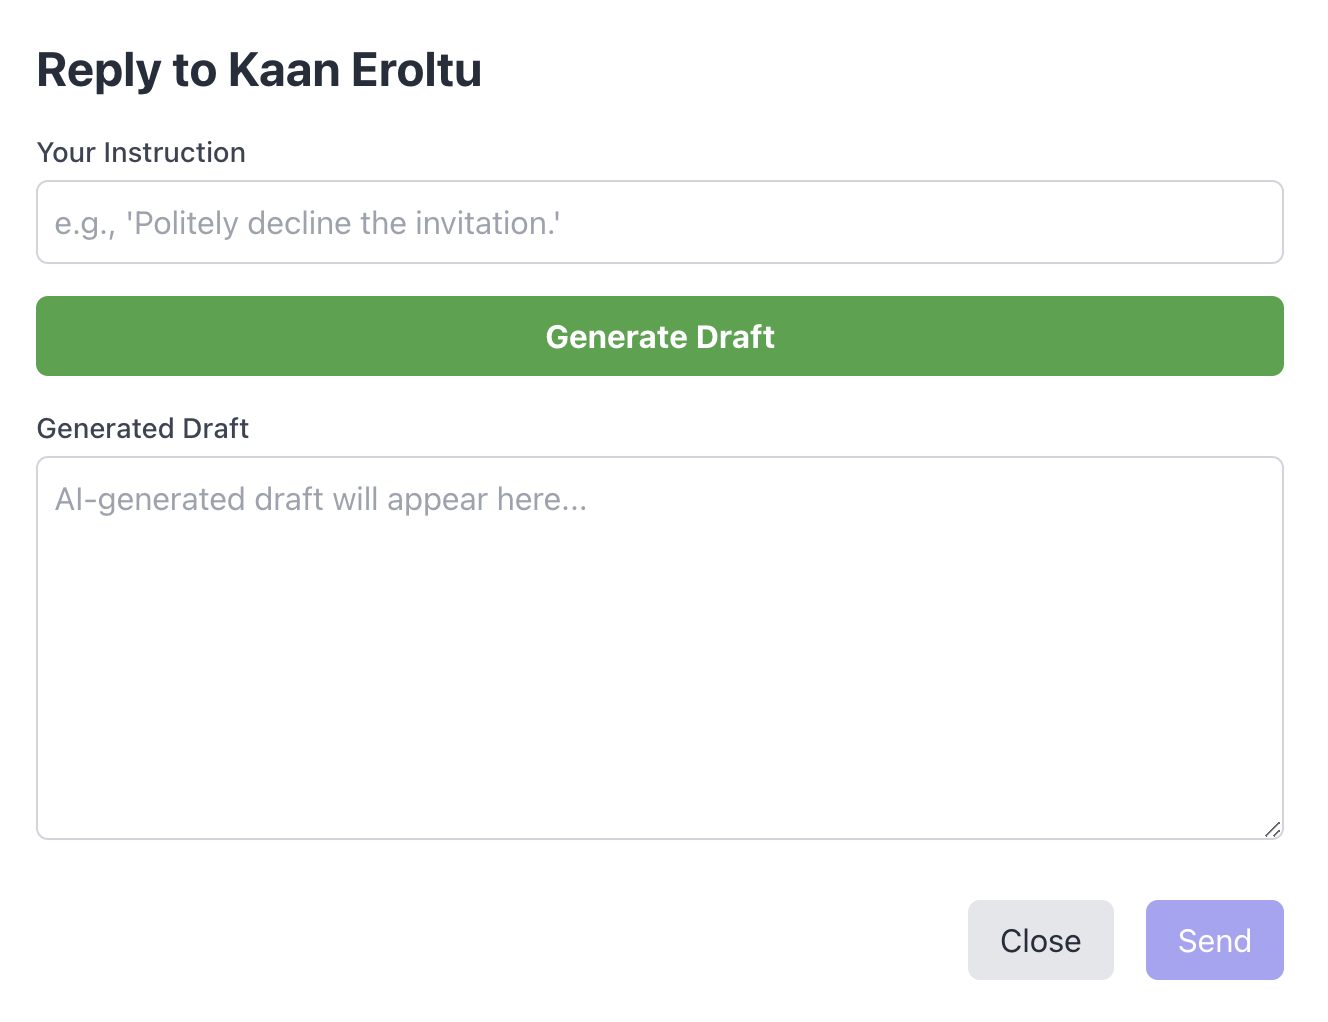 Reply to Kaan Eroltu
Your Instruction
e.g., 'Politely decline the invitation.'
Generate Draft
Generated Draft
AI-generated draft will appear here...
Close
Send